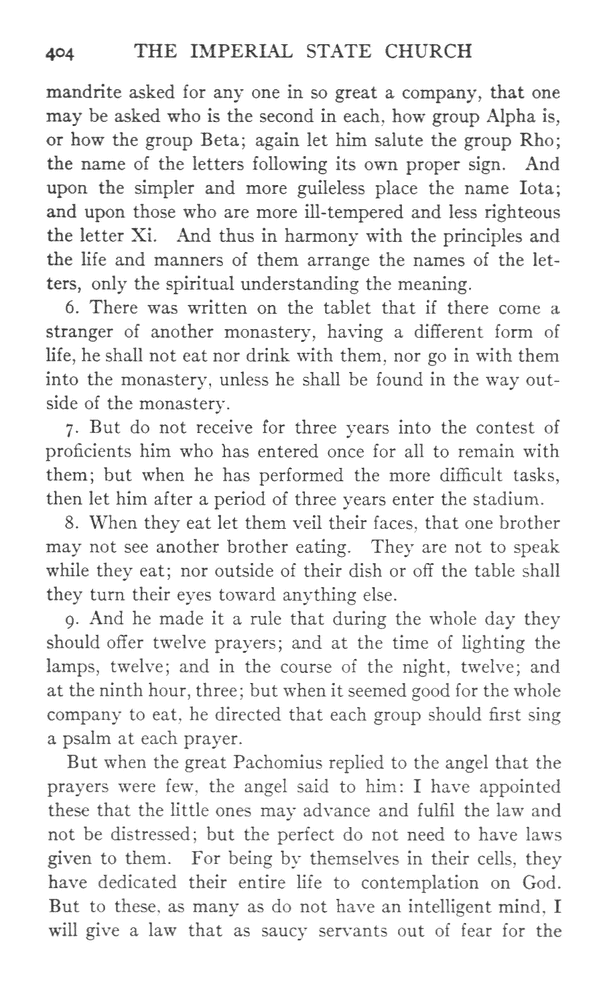 404 THE IMPERIAL STATE CHURCH
mandrite asked for any one in so great a company, that one
may be asked who is the second in each, how group Alpha is,
or how the group Beta; again let him salute the group Rho;
the name of the letters following its own proper sign. And
upon the simpler and more guileless place the name Iota;
and upon those who are more ill-tempered and less righteous
the letter Xi. And thus in harmony with the principles and
the life and manners of them arrange the names of the let-
ters, only the spiritual understanding the meaning.
6. There was written on the tablet that if there come a
stranger of another monastery, having a different form of
life, he shall not eat nor drink with them, nor go in with them
into the monastery, unless he shall be found in the way out-
side of the monastery.
7. But do not receive for three years into the contest of
proficients him who has entered once for all to remain with
them; but when he has performed the more difficult tasks,
then let him after a period of three years enter the stadium.
8. When they eat let them veil their faces, that one brother
may not see another brother eating. They are not to speak
while they eat; nor outside of their dish or off the table shall
they turn their eyes toward anything else.
9. And he made it a rule that during the whole day they
should offer twelve prayers; and at the time of lighting the
lamps, twelve; and in the course of the night, twelve; and
at the ninth hour, three; but when it seemed good for the whole
company to eat, he directed that each group should first sing
a psalm at each prayer.
But when the great Pachomius replied to the angel that the
prayers were few, the angel said to him: I have appointed
these that the little ones may advance and fulfil the law and
not be distressed; but the perfect do not need to have laws
given to them. For being by themselves in their cells, they
have dedicated their entire life to contemplation on God.
But to these, as many as do not have an intelligent mind, I
will give a law that as saucy servants out of fear for the